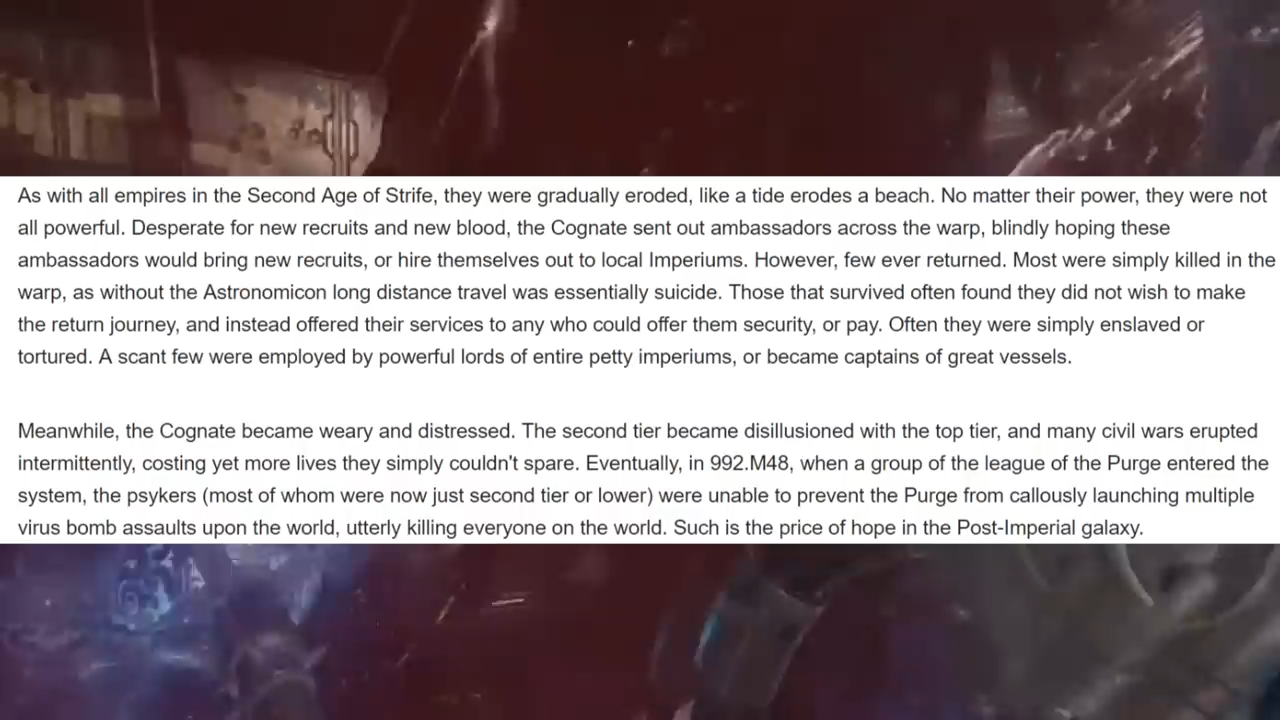 As with all empires in the Second Age of Strife, they were gradually eroded, like a tide erodes a beach. No matter their power, they were not
all powerful. Desperate for new recruits and new blood, the Cognate sent out ambassadors across the warp, blindly hoping these
ambassadors would bring new recruits, or hire themselves out to local Imperiums. However, few ever returned. Most were simply killed in the
warp, as without the Astronomicon long distance travel was essentially suicide. Those that survived often found they did not wish to make
the return journey, and instead offered their services to any who could offer them security, or pay. Often they were simply enslaved or
tortured. A scant few were employed by powerful lords of entire petty imperiums, or became captains of great vessels.
Meanwhile, the Cognate became weary and distressed. The second tier became disillusioned with the top tier, and many civil wars erupted
intermittently, costing yet more lives they simply couldn't spare. Eventually, in 992.M48, when a group of the league of the Purge entered the
system, the psykers (most of whom were now just second tier or lower) were unable to prevent the Purge from callously launching multiple
virus bomb assaults upon the world, utterly killing everyone on the world. Such is the price of hope in the Post-Imperial galaxy.